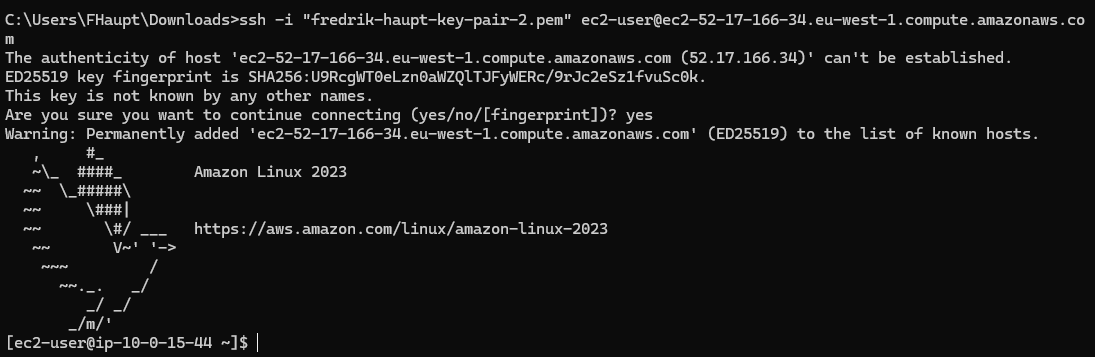 C:\Users\FHaupt\Downloads>ssh -i "fredrik-haupt-key-pair-2.pem" ec2-user@ec2-52-17-166-34.eu-west-1.compute.amazonaws.co
m
The authenticity of host 'ec2-52-17-166-34.eu-west-1.compute.amazonaws.com (52.17.166.34)' can't be established.
ED25519 key fingerprint is SHA256:U9RcgWT0eLzn0aWZQlTJFyWERc/9rJc2eSz1fvuSc0k.
This key is not known by any other names.
Are you sure you want to continue connecting (yes/no/[fingerprint])? yes
Warning: Permanently added 'ec2-52-17-166-34.eu-west-1.compute.amazonaws.com' (ED25519) to the list of known hosts.
   ,     #_
   ~\_  ####_        Amazon Linux 2023
  ~~  \_#####\
  ~~     \###|
  ~~       \#/ ___   https://aws.amazon.com/linux/amazon-linux-2023
   ~~       V~' '->
    ~~~         /
      ~~._.   _/
         _/ _/
       _/m/'
[ec2-user@ip-10-0-15-44 ~]$